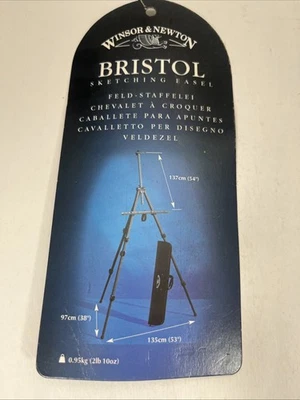 WINSOR & NEWTON
BRISTOL
SKETCHING EASEL
FELD-STAFFELEI
CHEVALET À CROQUER
CABALLETE PARA APUNTES
CAVALLETTO PER DISEGNO
VELDEZEL
137cm (54")
97cm (38")
135cm (53")
0.95kg (2lb 10oz)